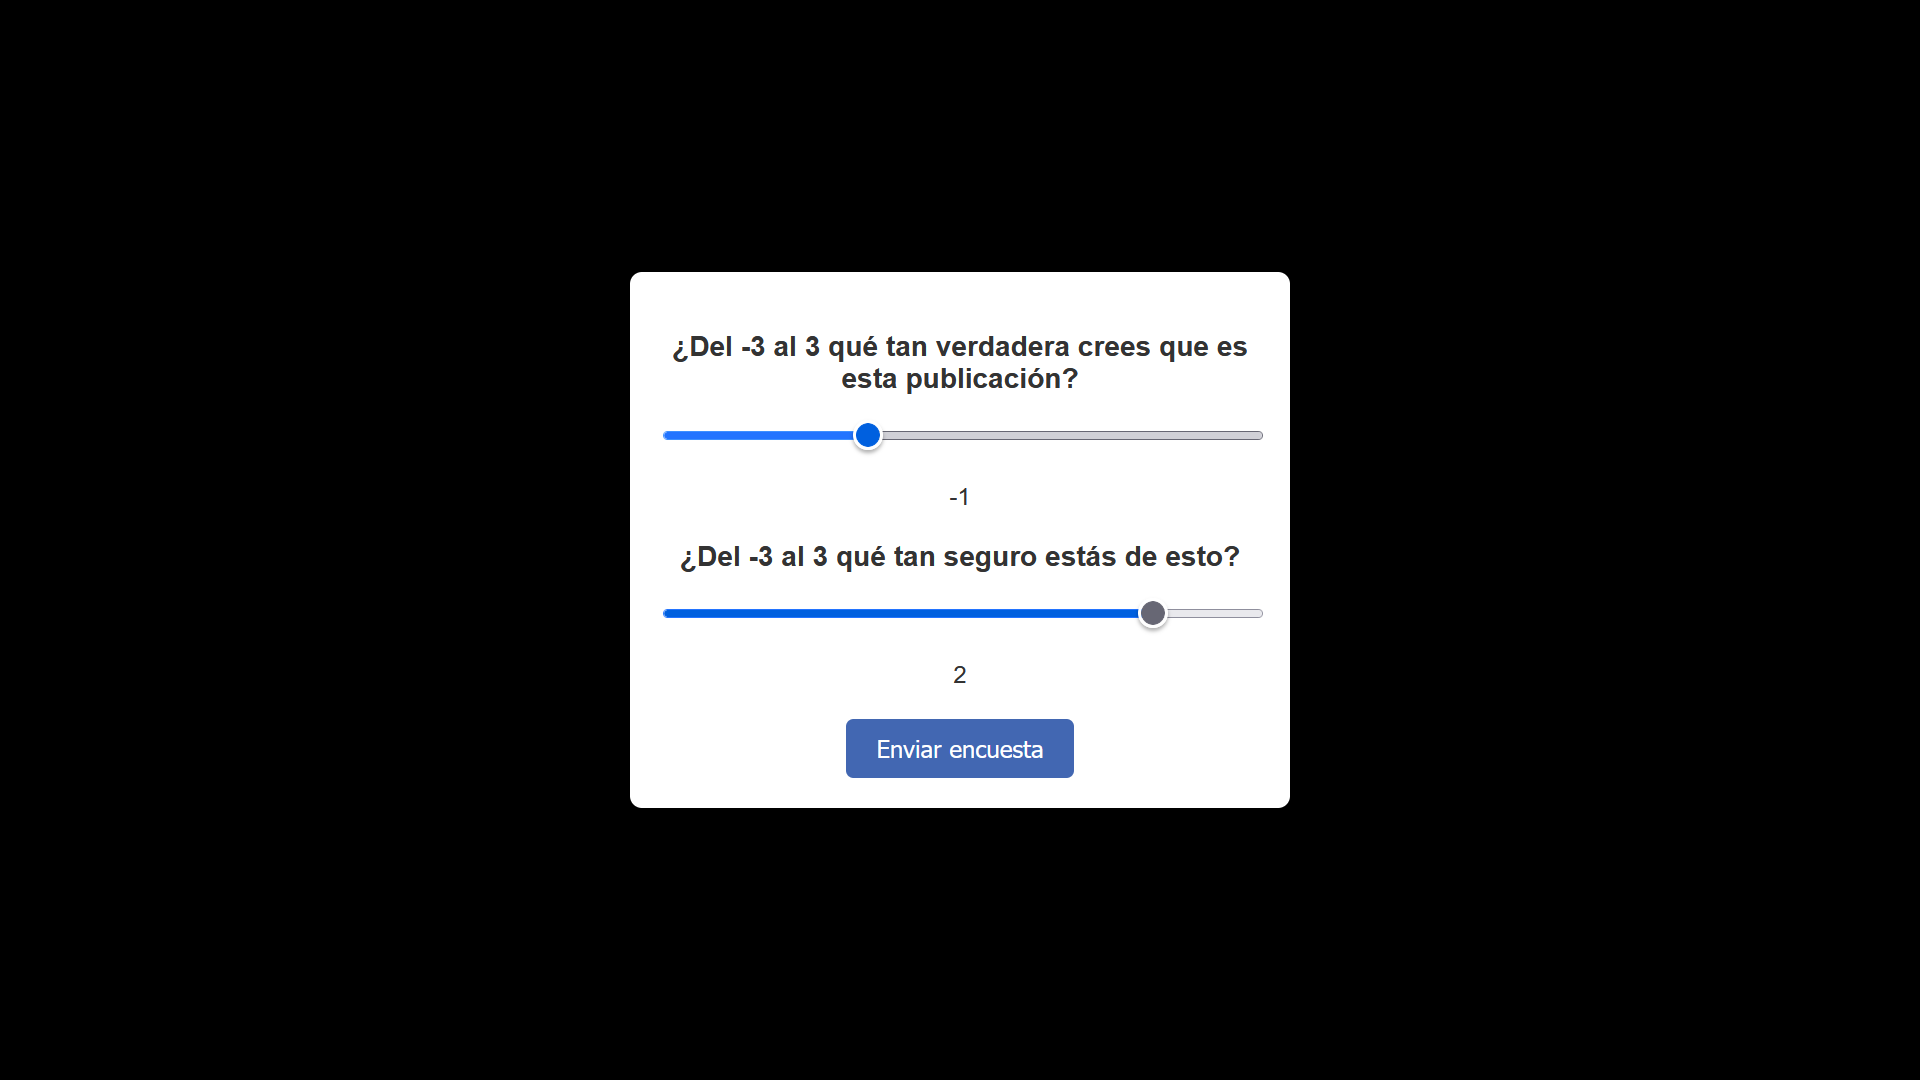 ¿Del -3 al 3 qué tan verdadera crees que es
esta publicación?
-1
¿Del -3 al 3 qué tan seguro estás de esto?
2
Enviar encuesta